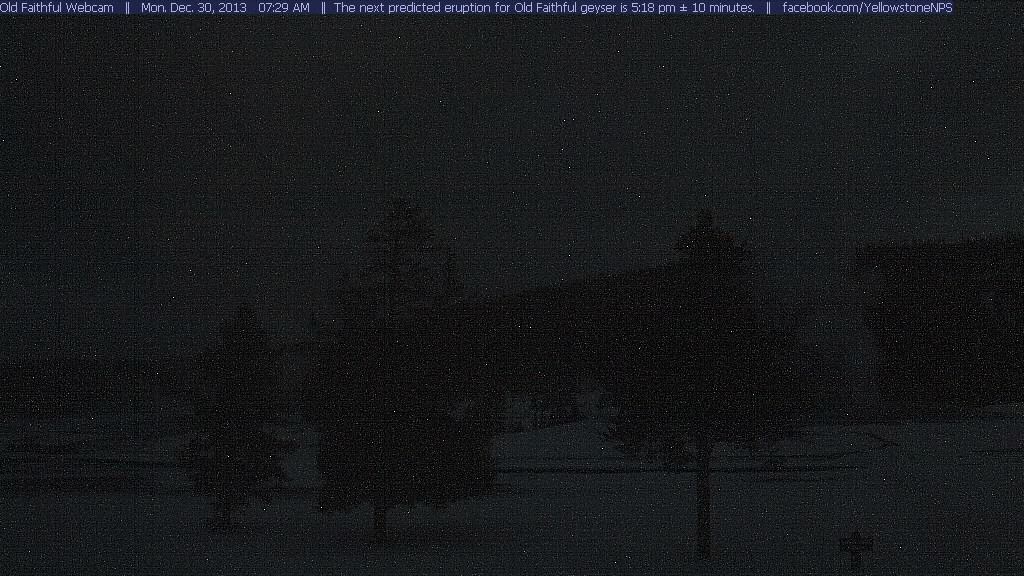 Old Faithful Webcam || Mon. Dec. 30, 2013 07:29 AM || The next predicted eruption for Old Faithful geyser is 5:18 pm ± 10 minutes. || facebook.com/YellowstoneNPS